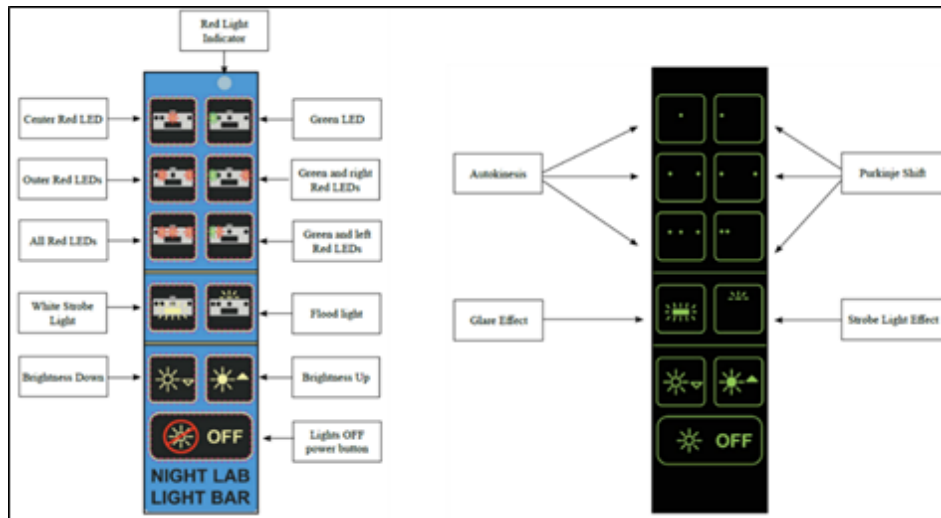 Red Light
Indicator
Center Red LED
Green LED
Outer Red LEDs
Green and right
Red LEDs
All Red LEDs
Green and left
Red LEDs
White Strobe
Light
Flood light
Brightness Down
Brightness Up
OFF
Lights OFF
power button
NIGHT LAB
LIGHT BAR
Autokinesis
Purkinje Shift
Glare Effect
Strobe Light Effect
OFF